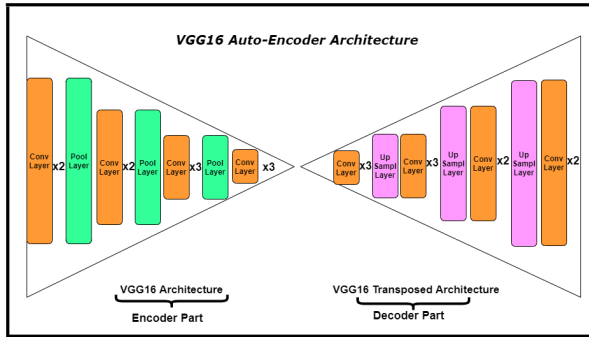 VGG16 Auto-Encoder Architecture
Conv
Layer
x2
Pool
Layer
Conv
Layer
x2
Pool
Layer
Conv
Layer
x3
Pool
Layer
Conv
Layer
x3
Conv
Layer
x3
Up
Sampl
Layer
Conv
Layer
x3
Up
Sampl
Layer
Conv
Layer
x2
Up
Sampl
Layer
Conv
Layer
x2
VGG16 Architecture
Encoder Part
VGG16 Transposed Architecture
Decoder Part